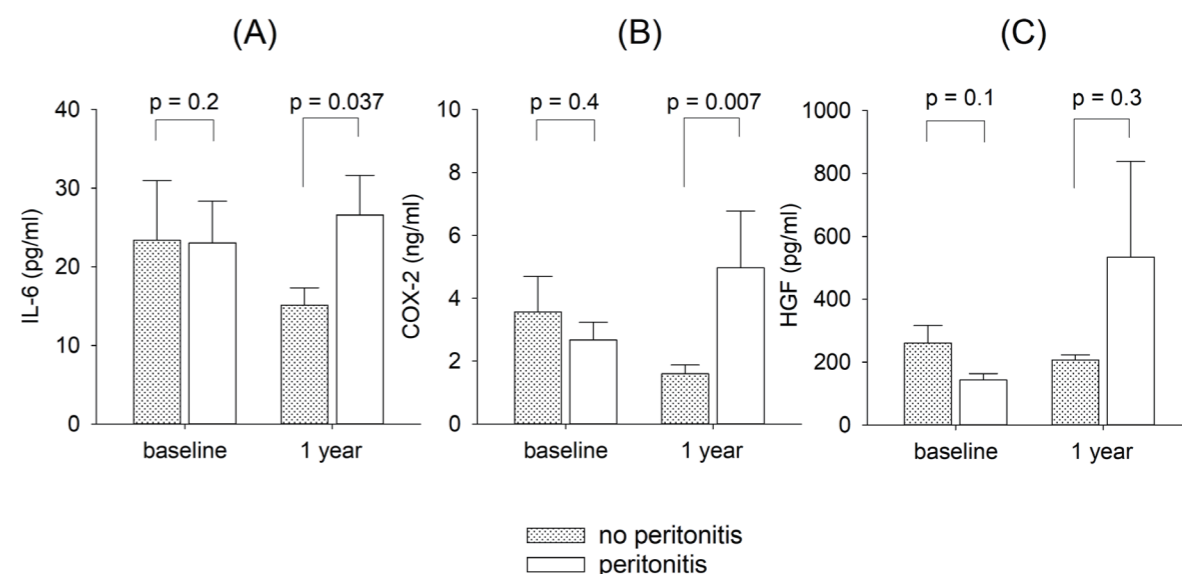 (A)
p = 0.2
p = 0.037
40
30
20
10
0
IL-6 (pg/ml)
baseline
1 year
(B)
p = 0.4
p = 0.007
10
8
6
4
2
0
COX-2 (ng/ml)
baseline
1 year
(C)
p = 0.1
p = 0.3
1000
800
600
400
200
0
HGF (pg/ml)
baseline
1 year
no peritonitis
peritonitis